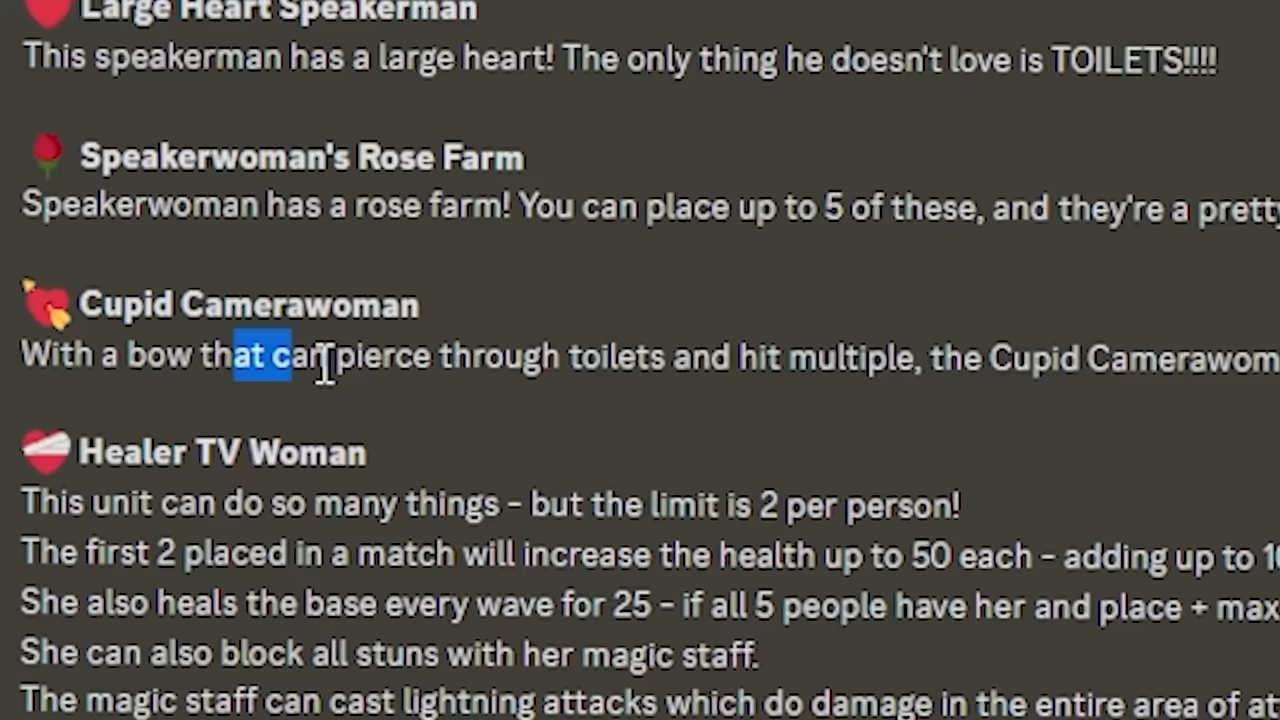 Large Heart Speakerman
This speakerman has a large heart! The only thing he doesn't love is TOILETS!!!!
Speakerwoman's Rose Farm
Speakerwoman has a rose farm! You can place up to 5 of these, and they're a pretty
Cupid Camerawoman
With a bow that can pierce through toilets and hit multiple, the Cupid Camerawom
Healer TV Woman
This unit can do so many things - but the limit is 2 per person!
The first 2 placed in a match will increase the health up to 50 each - adding up to
She also heals the base every wave for 25 - if all 5 people have her and place + max
She can also block all stuns with her magic staff.
The magic staff can cast lightning attacks which do damage in the entire area of